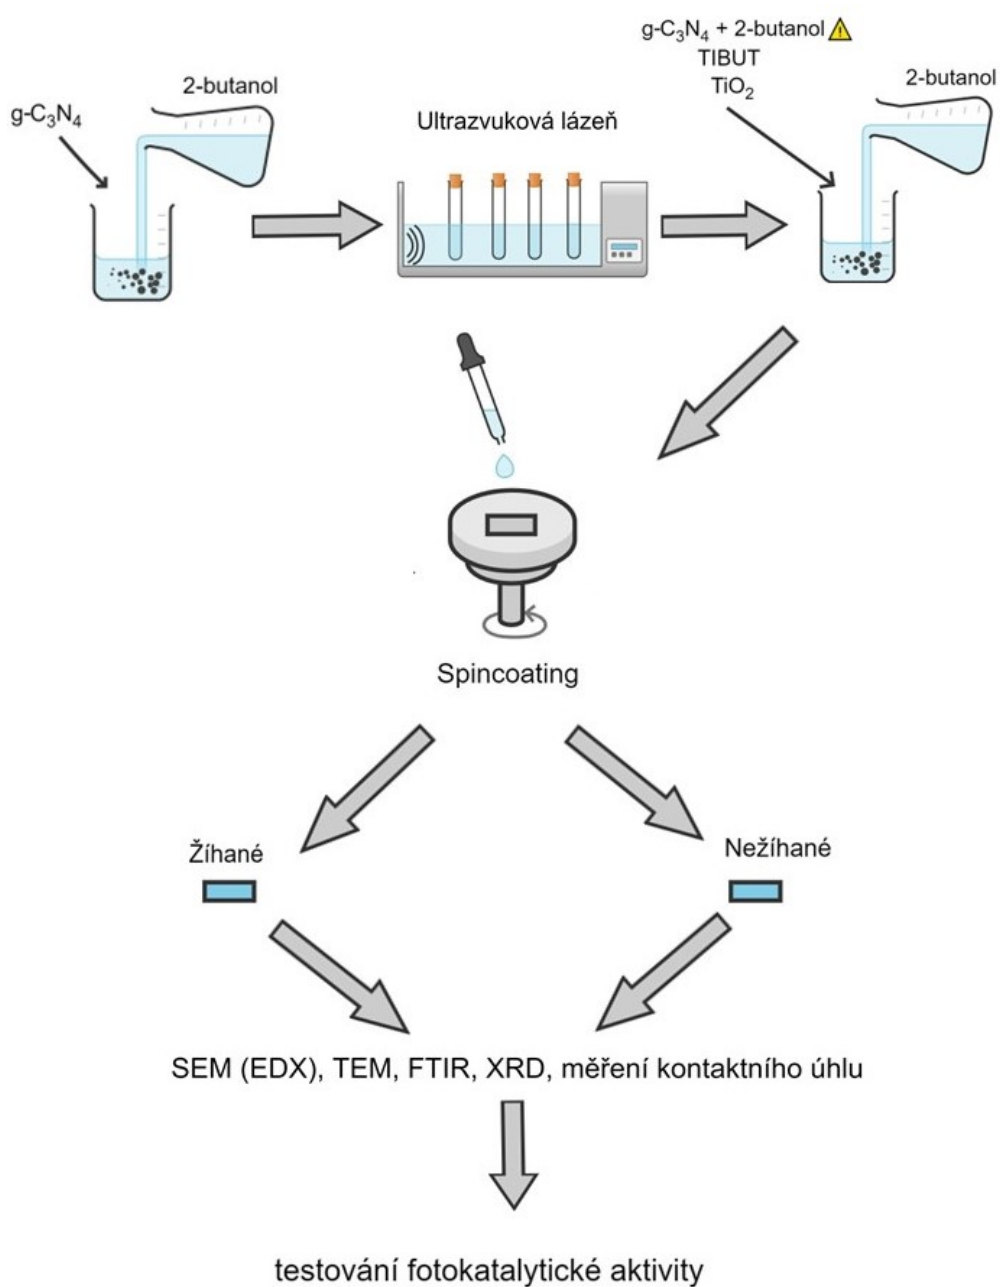 g-C₃N₄
2-butanol
Ultrazvuková lázeň
g-C₃N₄ + 2-butanol
TIBUT
TiO₂
2-butanol
Spincoating
Žíhané
Nežíhané
SEM (EDX), TEM, FTIR, XRD, měření kontaktního úhlu
testování fotokatalytické aktivity